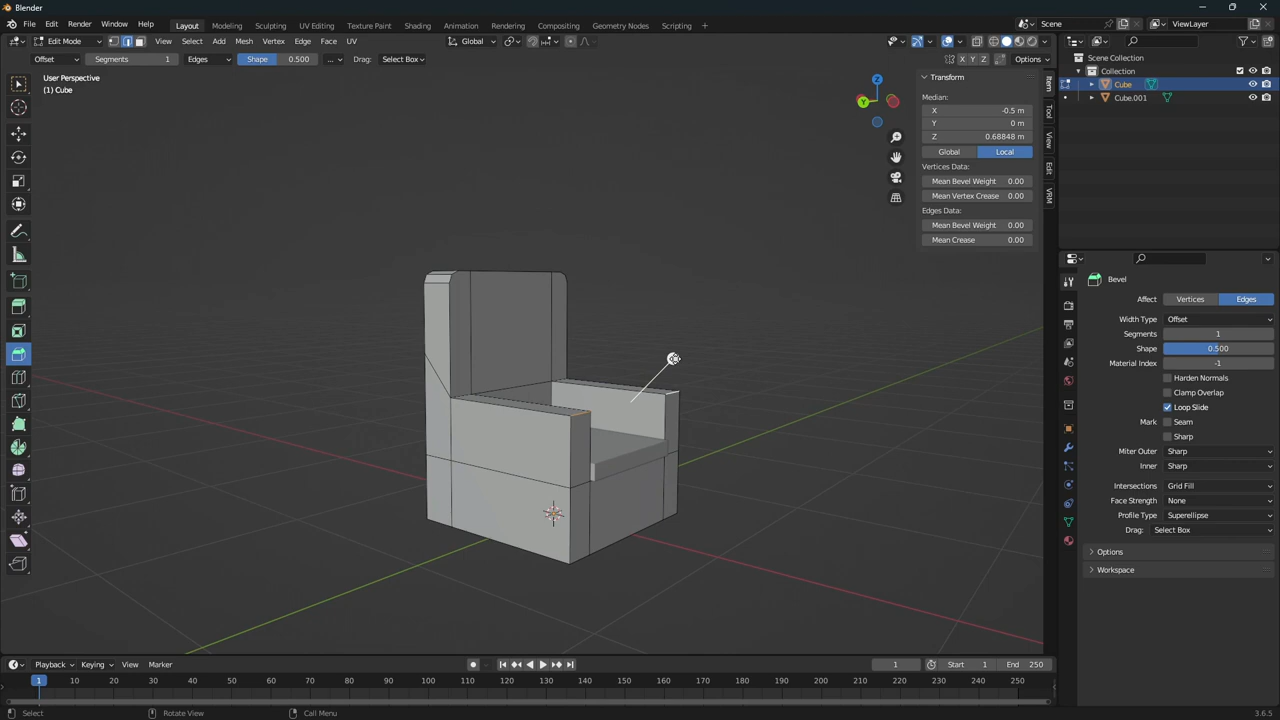 Blender
File Edit Render Window Help
Layout Modeling Sculpting UV Editing Texture Paint Shading Animation Rendering Compositing Geometry Nodes Scripting +
Scene
ViewLayer
Edit Mode View Select Add Mesh Vertex Edge Face UV
Global
Offset Segments 1 Edges Shape 0.500 ... Drag: Select Box
X Y Z Options
User Perspective
(1) Cube
Z
Y
Transform
Median:
X -0.5 m
Y 0 m
Z 0.68848 m
Global Local
Vertices Data:
Mean Bevel Weight 0.00
Mean Vertex Crease 0.00
Edges Data:
Mean Bevel Weight 0.00
Mean Crease 0.00
Item
Tool
View
Edit
VRM
Scene Collection
Collection
Cube
Cube.001
Bevel
Affect Vertices Edges
Width Type Offset
Segments 1
Shape 0.500
Material Index -1
Harden Normals
Clamp Overlap
Loop Slide
Mark Seam
Sharp
Miter Outer Sharp
Inner Sharp
Intersections Grid Fill
Face Strength None
Profile Type Superellipse
Drag: Select Box
Options
Workspace
Playback Keying View Marker
1 Start 1 End 250
1 10 20 30 40 50 60 70 80 90 100 110 120 130 140 150 160 170 180 190 200 210 220 230 240 250
Select Rotate View Call Menu
3.6.5